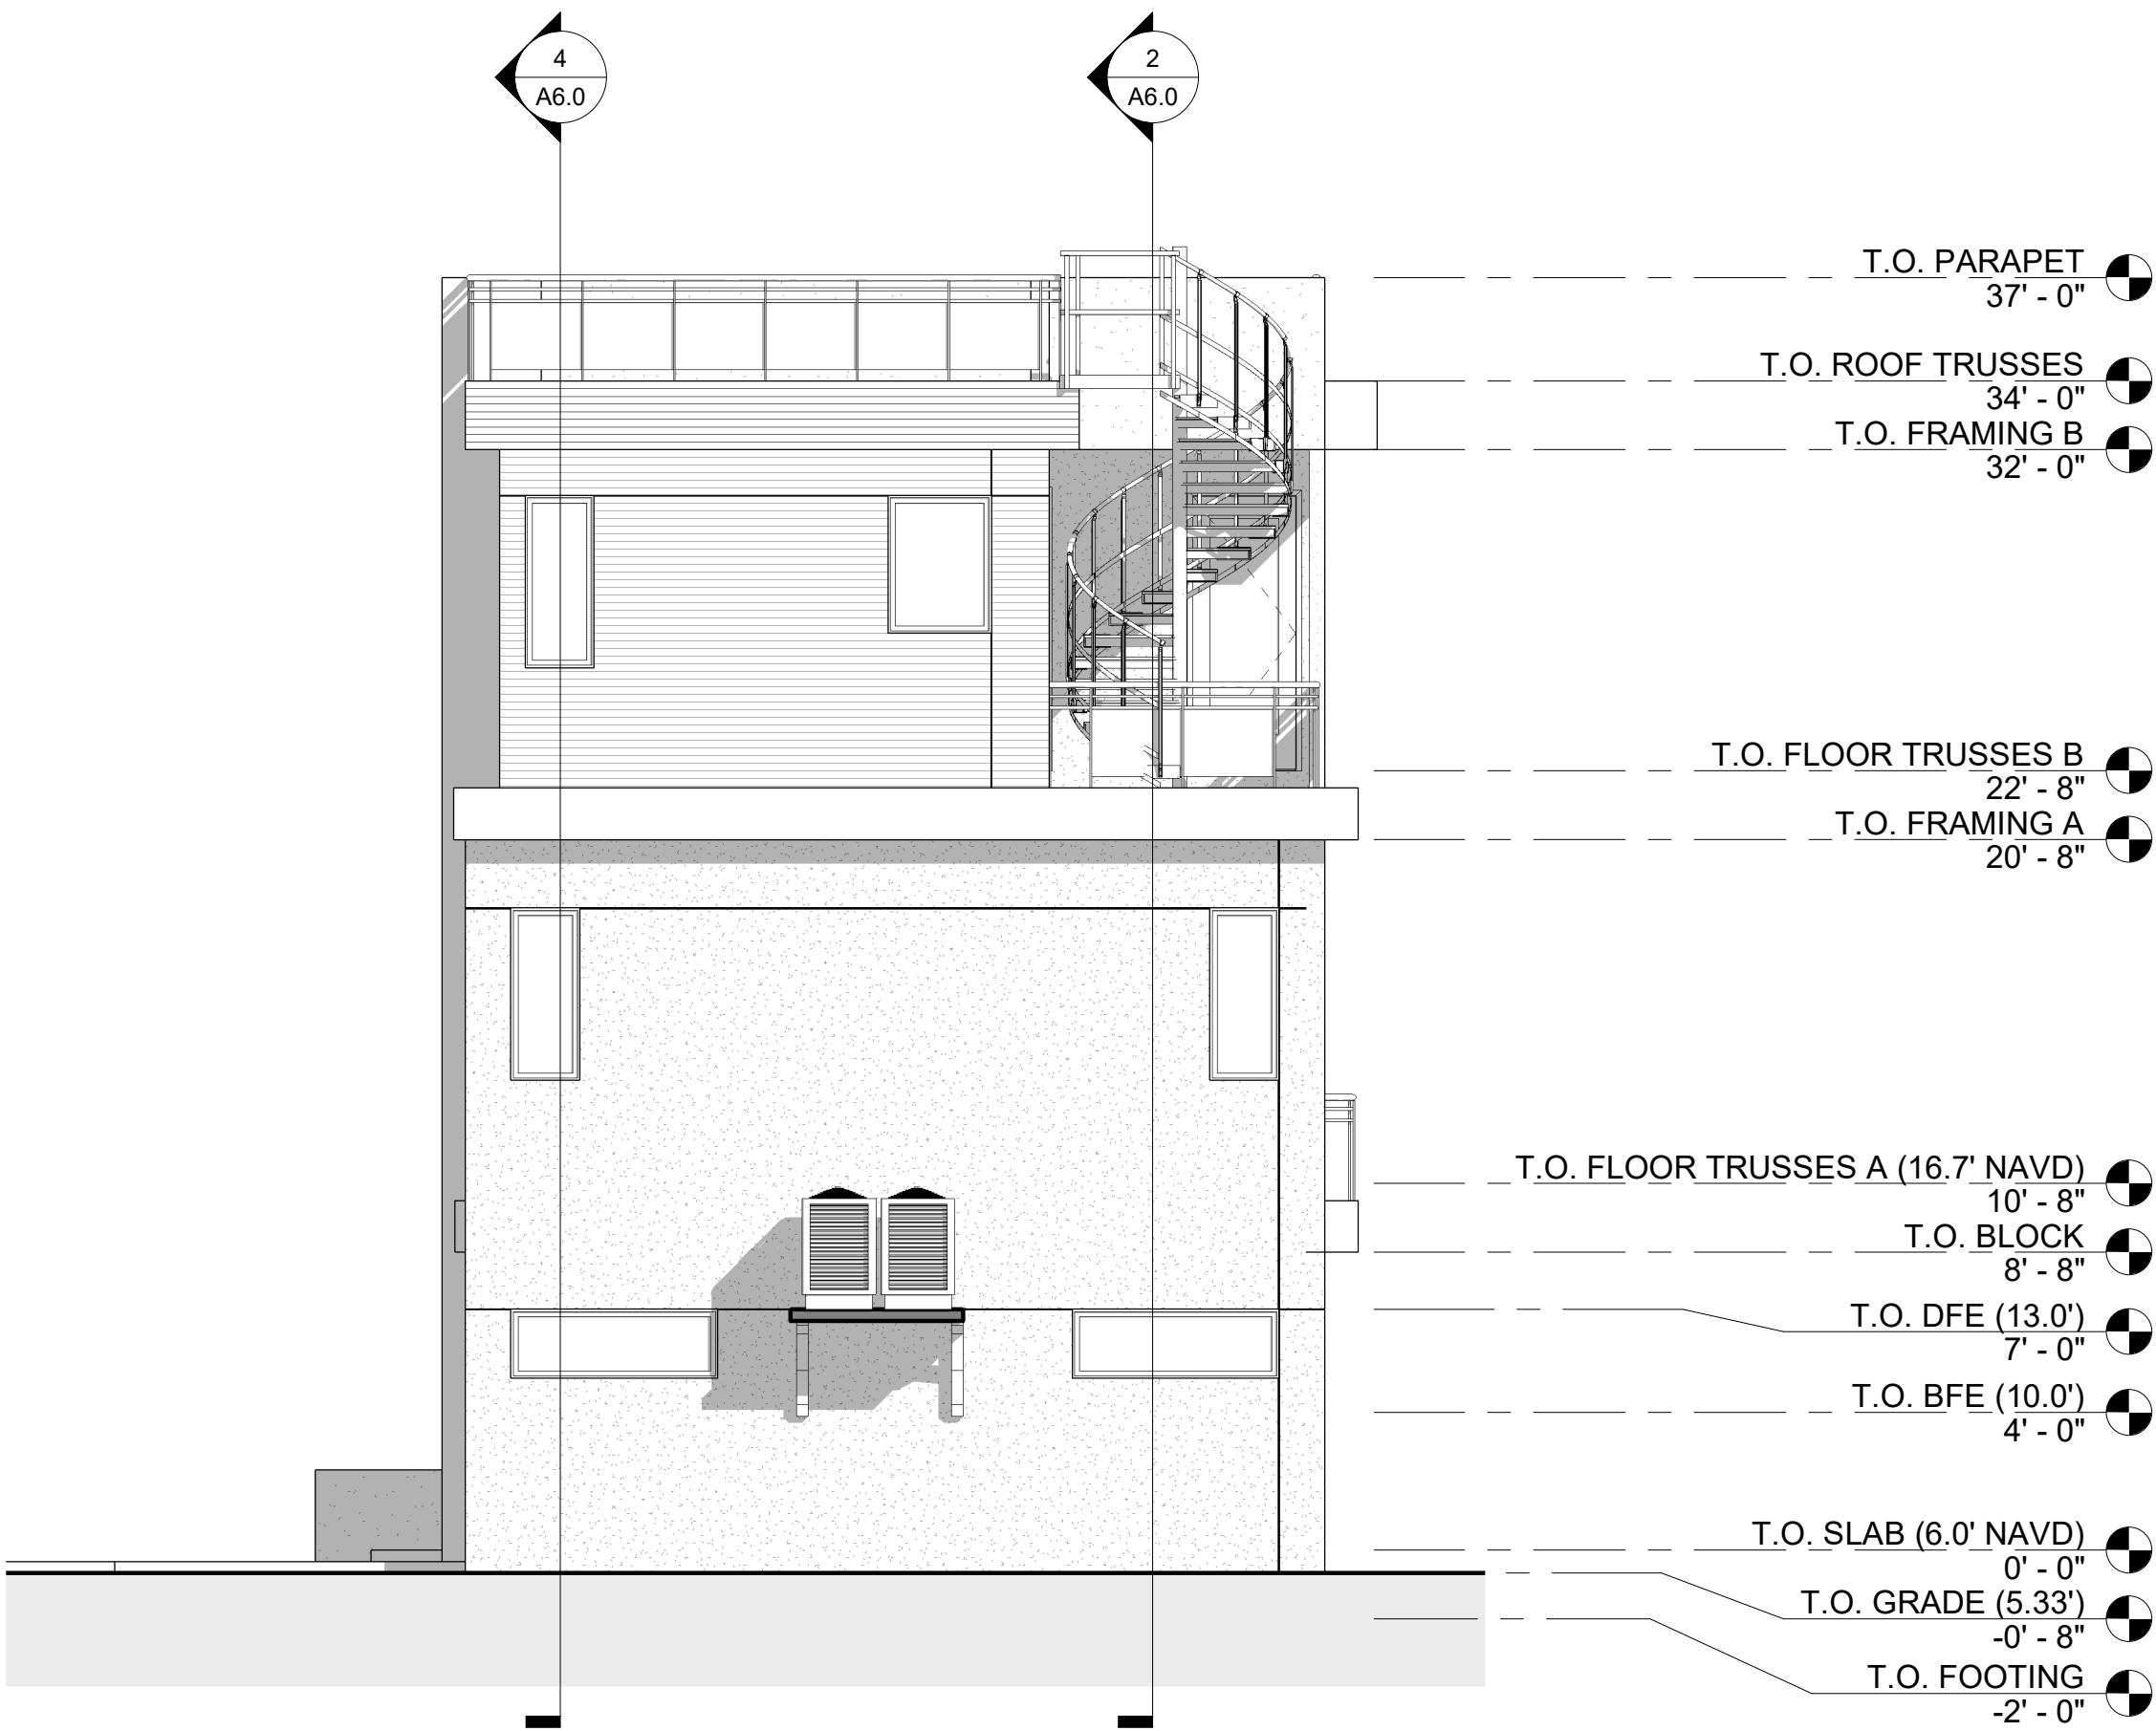 4
A6.0
2
A6.0
T.O. PARAPET
37' - 0"
T.O. ROOF TRUSSES
34' - 0"
T.O. FRAMING B
32' - 0"
T.O. FLOOR TRUSSES B
22' - 8"
T.O. FRAMING A
20' - 8"
T.O. FLOOR TRUSSES A (16.7' NAVD)
10' - 8"
T.O. BLOCK
8' - 8"
T.O. DFE (13.0')
7' - 0"
T.O. BFE (10.0')
4' - 0"
T.O. SLAB (6.0' NAVD)
0' - 0"
T.O. GRADE (5.33')
-0' - 8"
T.O. FOOTING
-2' - 0"